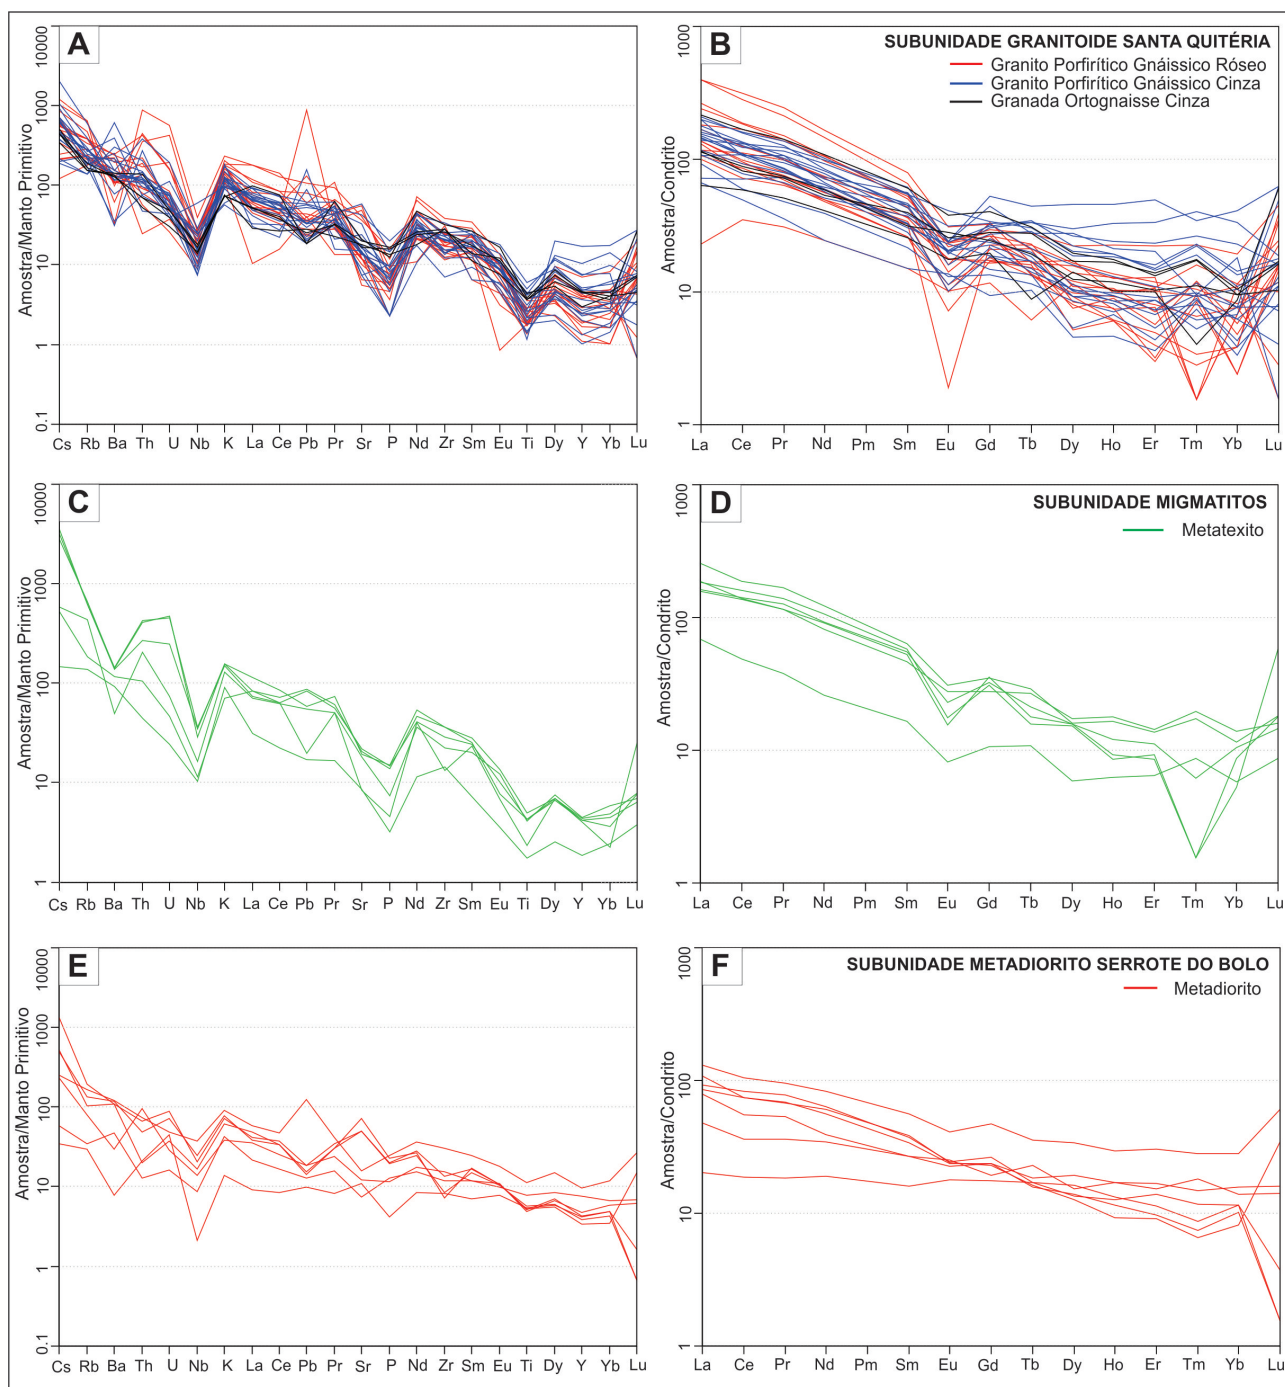 A
Amostra/Manto Primitivo
10000
1000
100
10
1
0.1
Cs Rb Ba Th U Nb K La Ce Pb Pr Sr P Nd Zr Sm Eu Ti Dy Y Yb Lu
B
SUBUNIDADE GRANITOIDE SANTA QUITÉRIA
Granito Porfirítico Gnáissico Róseo
Granito Porfirítico Gnáissico Cinza
Granada Ortognaisse Cinza
Amostra/Condrito
1000
100
10
1
La Ce Pr Nd Pm Sm Eu Gd Tb Dy Ho Er Tm Yb Lu
C
Amostra/Manto Primitivo
10000
1000
100
10
1
Cs Rb Ba Th U Nb K La Ce Pb Pr Sr P Nd Zr Sm Eu Ti Dy Y Yb Lu
D
SUBUNIDADE MIGMATITOS
Metatexito
Amostra/Condrito
1000
100
10
1
La Ce Pr Nd Pm Sm Eu Gd Tb Dy Ho Er Tm Yb Lu
E
Amostra/Manto Primitivo
10000
1000
100
10
1
0.1
Cs Rb Ba Th U Nb K La Ce Pb Pr Sr P Nd Zr Sm Eu Ti Dy Y Yb Lu
F
SUBUNIDADE METADIORITO SERROTE DO BOLO
Metadiorito
Amostra/Condrito
1000
100
10
1
La Ce Pr Nd Pm Sm Eu Gd Tb Dy Ho Er Tm Yb Lu